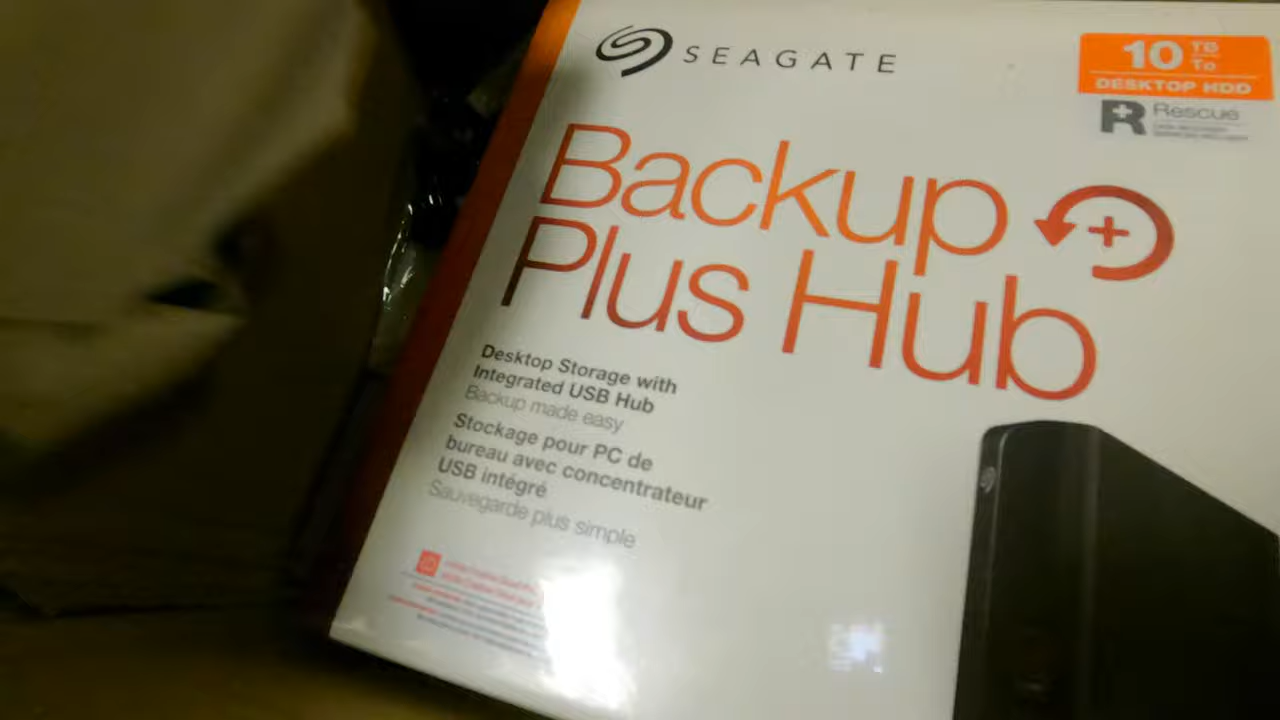 SEAGATE
10 TB
To
DESKTOP HDD
Rescue
Backup
Plus Hub
Desktop Storage with
Integrated USB Hub
Backup made easy
Stockage pour PC de
bureau avec concentrateur
USB intégré
Sauvegarde plus simple